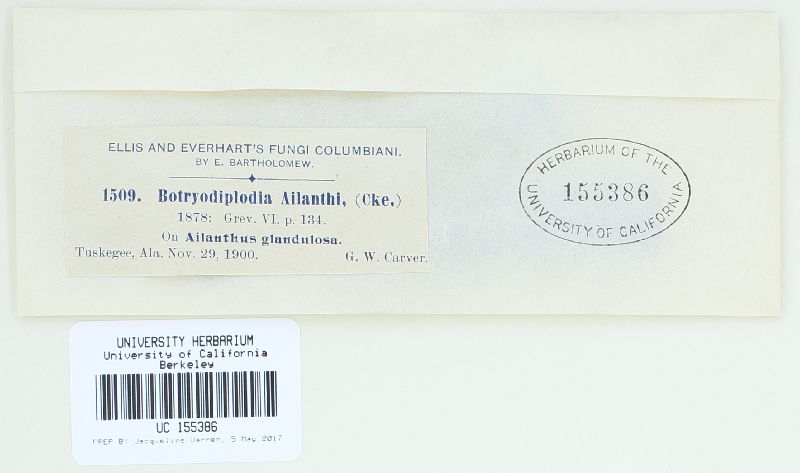 ELLIS AND EVERHART'S FUNGI COLUMBIANI.
BY E. BARTHOLOMEW.
1509. Botryodiplodia Ailanthi, (Cke,)
1878: Grev. VI. p. 134.
On Ailanthus glandulosa.
Tuskegee, Ala. Nov. 29, 1900. G. W. Carver.
HERBARIUM OF THE
155386
UNIVERSITY OF CALIFORNIA
UNIVERSITY HERBARIUM
University of California
Berkeley
UC 155386
PREP BY Jacqueline Warren, 5 May 2017